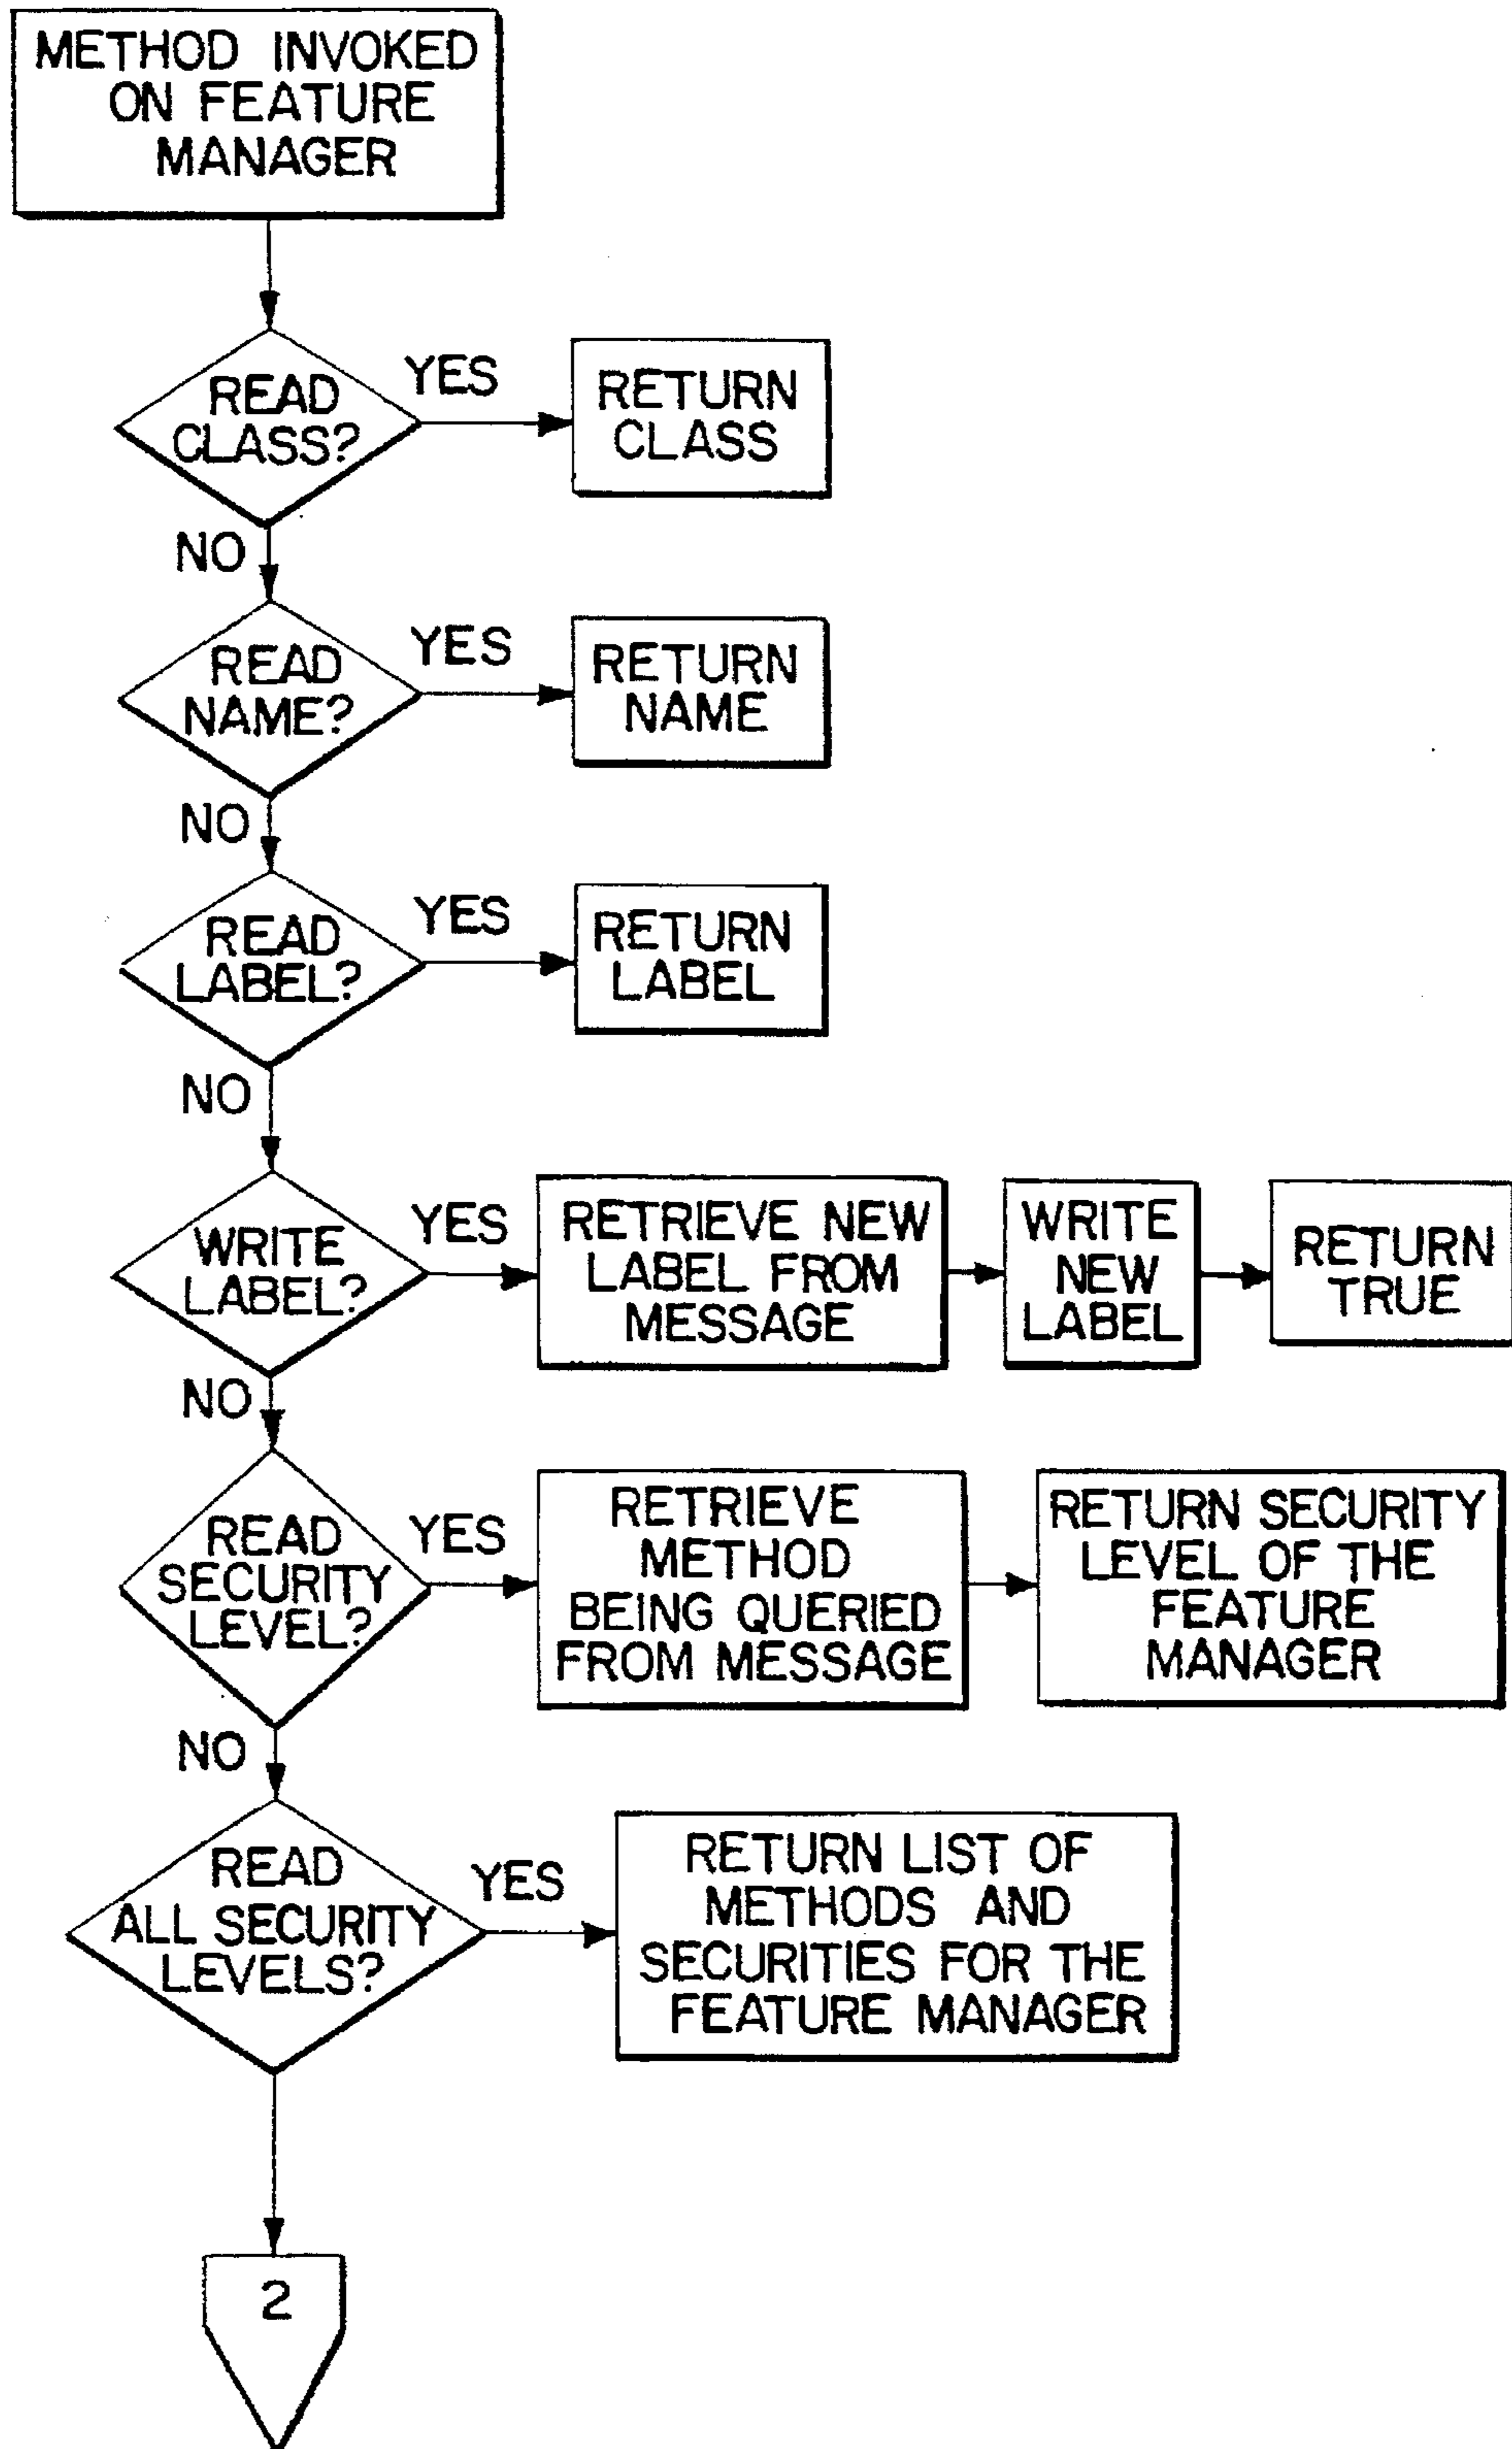 METHOD INVOKED
ON FEATURE
MANAGER
READ
CLASS?
YES
RETURN
CLASS
NO
READ
NAME?
YES
RETURN
NAME
NO
READ
LABEL?
YES
RETURN
LABEL
NO
WRITE
LABEL?
YES
RETRIEVE NEW
LABEL FROM
MESSAGE
WRITE
NEW
LABEL
RETURN
TRUE
NO
READ
SECURITY
LEVEL?
YES
RETRIEVE
METHOD
BEING QUERIED
FROM MESSAGE
RETURN SECURITY
LEVEL OF THE
FEATURE
MANAGER
NO
READ
ALL SECURITY
LEVELS?
YES
RETURN LIST OF
METHODS AND
SECURITIES FOR THE
FEATURE MANAGER
2